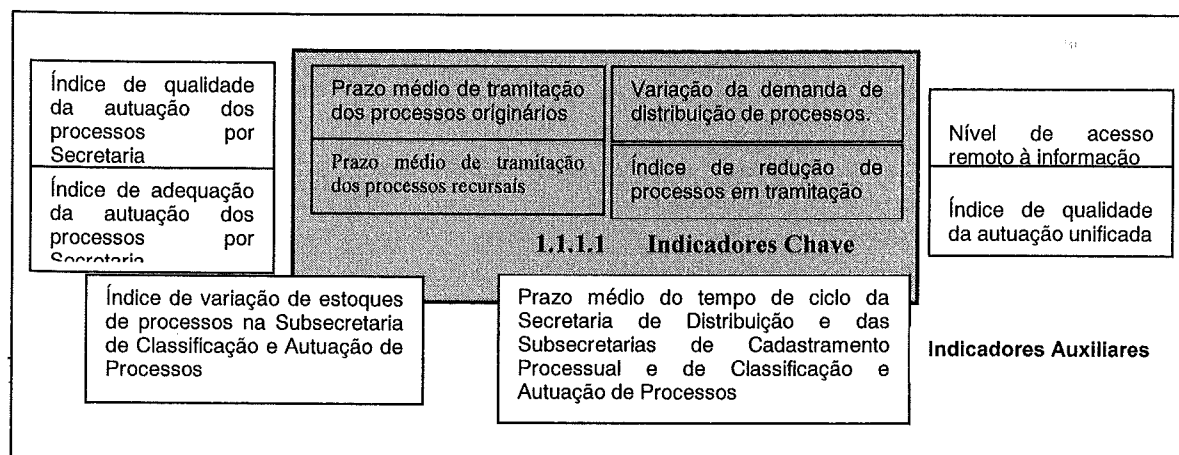 Índice de qualidade
da autuação dos
processos por
Secretaria
Índice de adequação
da autuação dos
processos por
Secretaria
Prazo médio de tramitação
dos processos originários
Prazo médio de tramitação
dos processos recursais
Variação da demanda de
distribuição de processos.
Índice de redução de
processos em tramitação
1.1.1.1 Indicadores Chave
Nível de acesso
remoto à informação
Índice de qualidade
da autuação unificada
Índice de variação de estoques
de processos na Subsecretaria
de Classificação e Autuação de
Processos
Prazo médio do tempo de ciclo da
Secretaria de Distribuição e das
Subsecretarias de Cadastramento
Processual e de Classificação e
Autuação de Processos
Indicadores Auxiliares